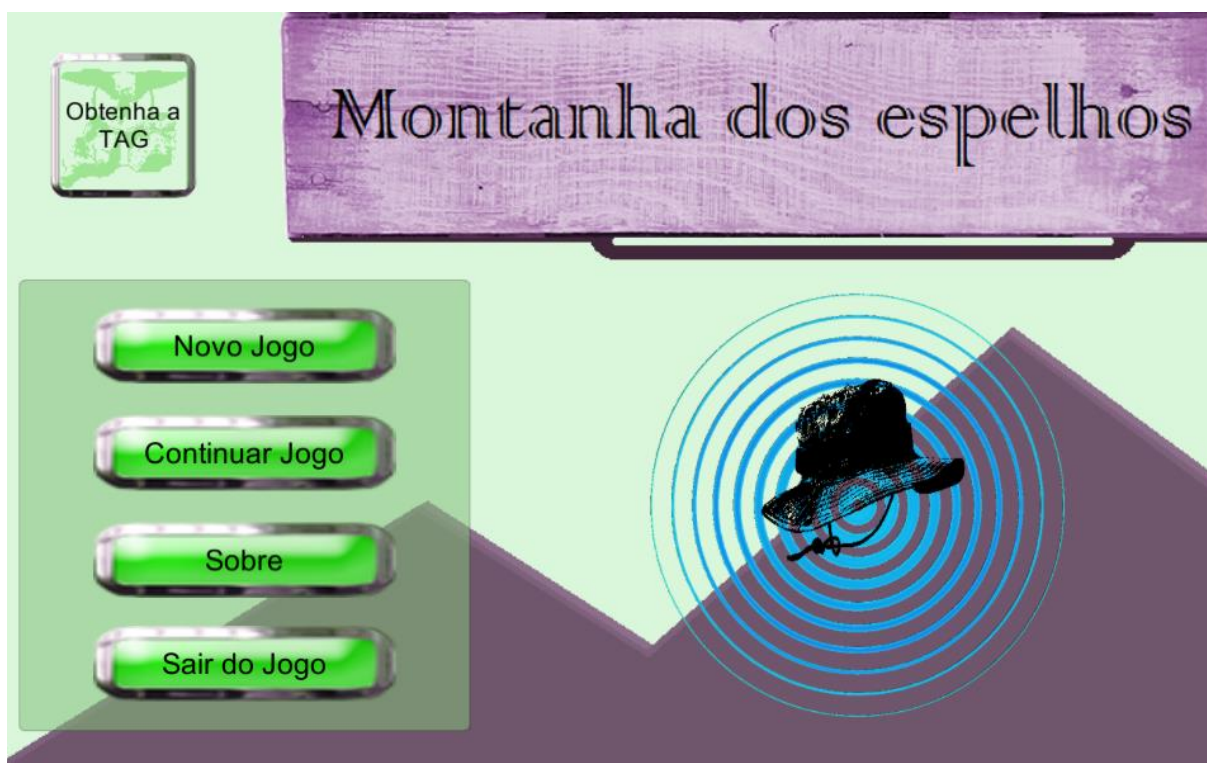 Obtenha a
TAG
Montanha dos espelhos
Novo Jogo
Continuar Jogo
Sobre
Sair do Jogo